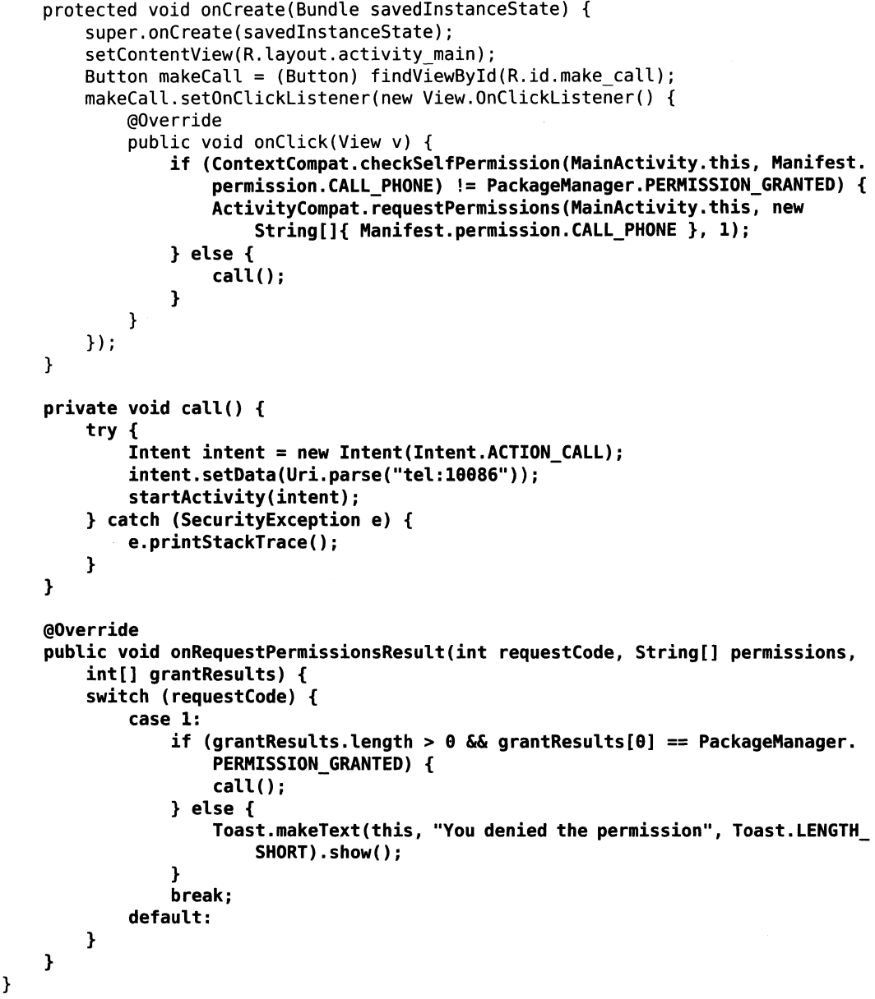 protected void onCreate(Bundle savedInstanceState) {
super.onCreate(savedInstanceState);
setContentView(R.layout.activity_main);
Button makeCall = (Button) findViewById(R.id.make_call);
makeCall.setOnClickListener(new View.OnClickListener() {
@Override
public void onClick(View v) {
if (ContextCompat.checkSelfPermission(MainActivity.this, Manifest.
permission.CALL_PHONE) != PackageManager.PERMISSION_GRANTED) {
ActivityCompat.requestPermissions(MainActivity.this, new
String[]{ Manifest.permission.CALL_PHONE }, 1);
} else {
call();
}
}
});
}
private void call() {
try {
Intent intent = new Intent(Intent.ACTION_CALL);
intent.setData(Uri.parse("tel:10086"));
startActivity(intent);
} catch (SecurityException e) {
e.printStackTrace();
}
}
@Override
public void onRequestPermissionsResult(int requestCode, String[] permissions,
int[] grantResults) {
switch (requestCode) {
case 1:
if (grantResults.length > 0 && grantResults[0] == PackageManager.
PERMISSION_GRANTED) {
call();
} else {
Toast.makeText(this, "You denied the permission", Toast.LENGTH_
SHORT).show();
}
break;
default:
}
}
}